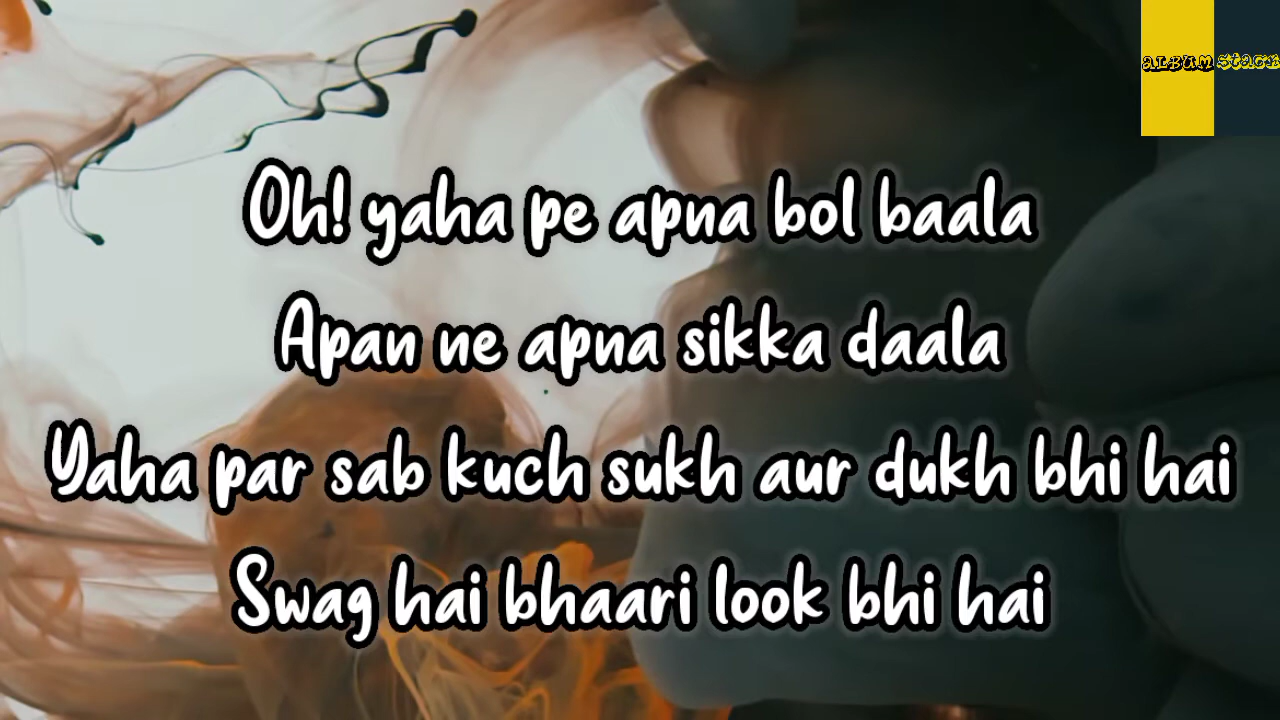 ALBUM STAGE
Oh! yaha pe apna bol baala
Apan ne apna sikka daala
Yaha par sab kuch sukh aur dukh bhi hai
Swag hai bhaari look bhi hai